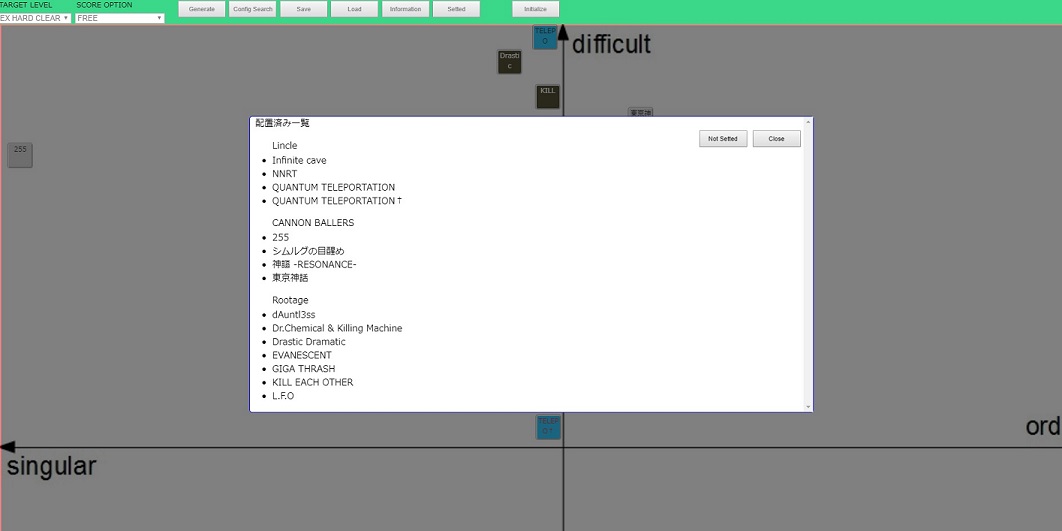 TARGET LEVEL
SCORE OPTION
EX HARD CLEAR
FREE
Generate
Config Search
Save
Load
Information
Setted
Initialize
TELEP
difficult
Drasti
c
KILL
東京神
255
配置済み一覧
Not Setted
Close
Lincle
Infinite cave
NNRT
QUANTUM TELEPORTATION
QUANTUM TELEPORTATION†
CANNON BALLERS
255
シムルグの目醒め
神謳 -RESONANCE-
東京神話
Rootage
dAuntl3ss
Dr.Chemical & Killing Machine
Drastic Dramatic
EVANESCENT
GIGA THRASH
KILL EACH OTHER
L.F.O
TELEP
singular
ord